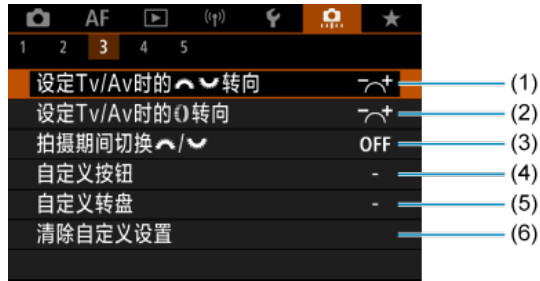 AF
1 2 3 4 5
设定Tv/Av时的转向 -+ (1)
设定Tv/Av时的转向 -+ (2)
拍摄期间切换/ OFF (3)
自定义按钮 - (4)
自定义转盘 - (5)
清除自定义设置 (6)